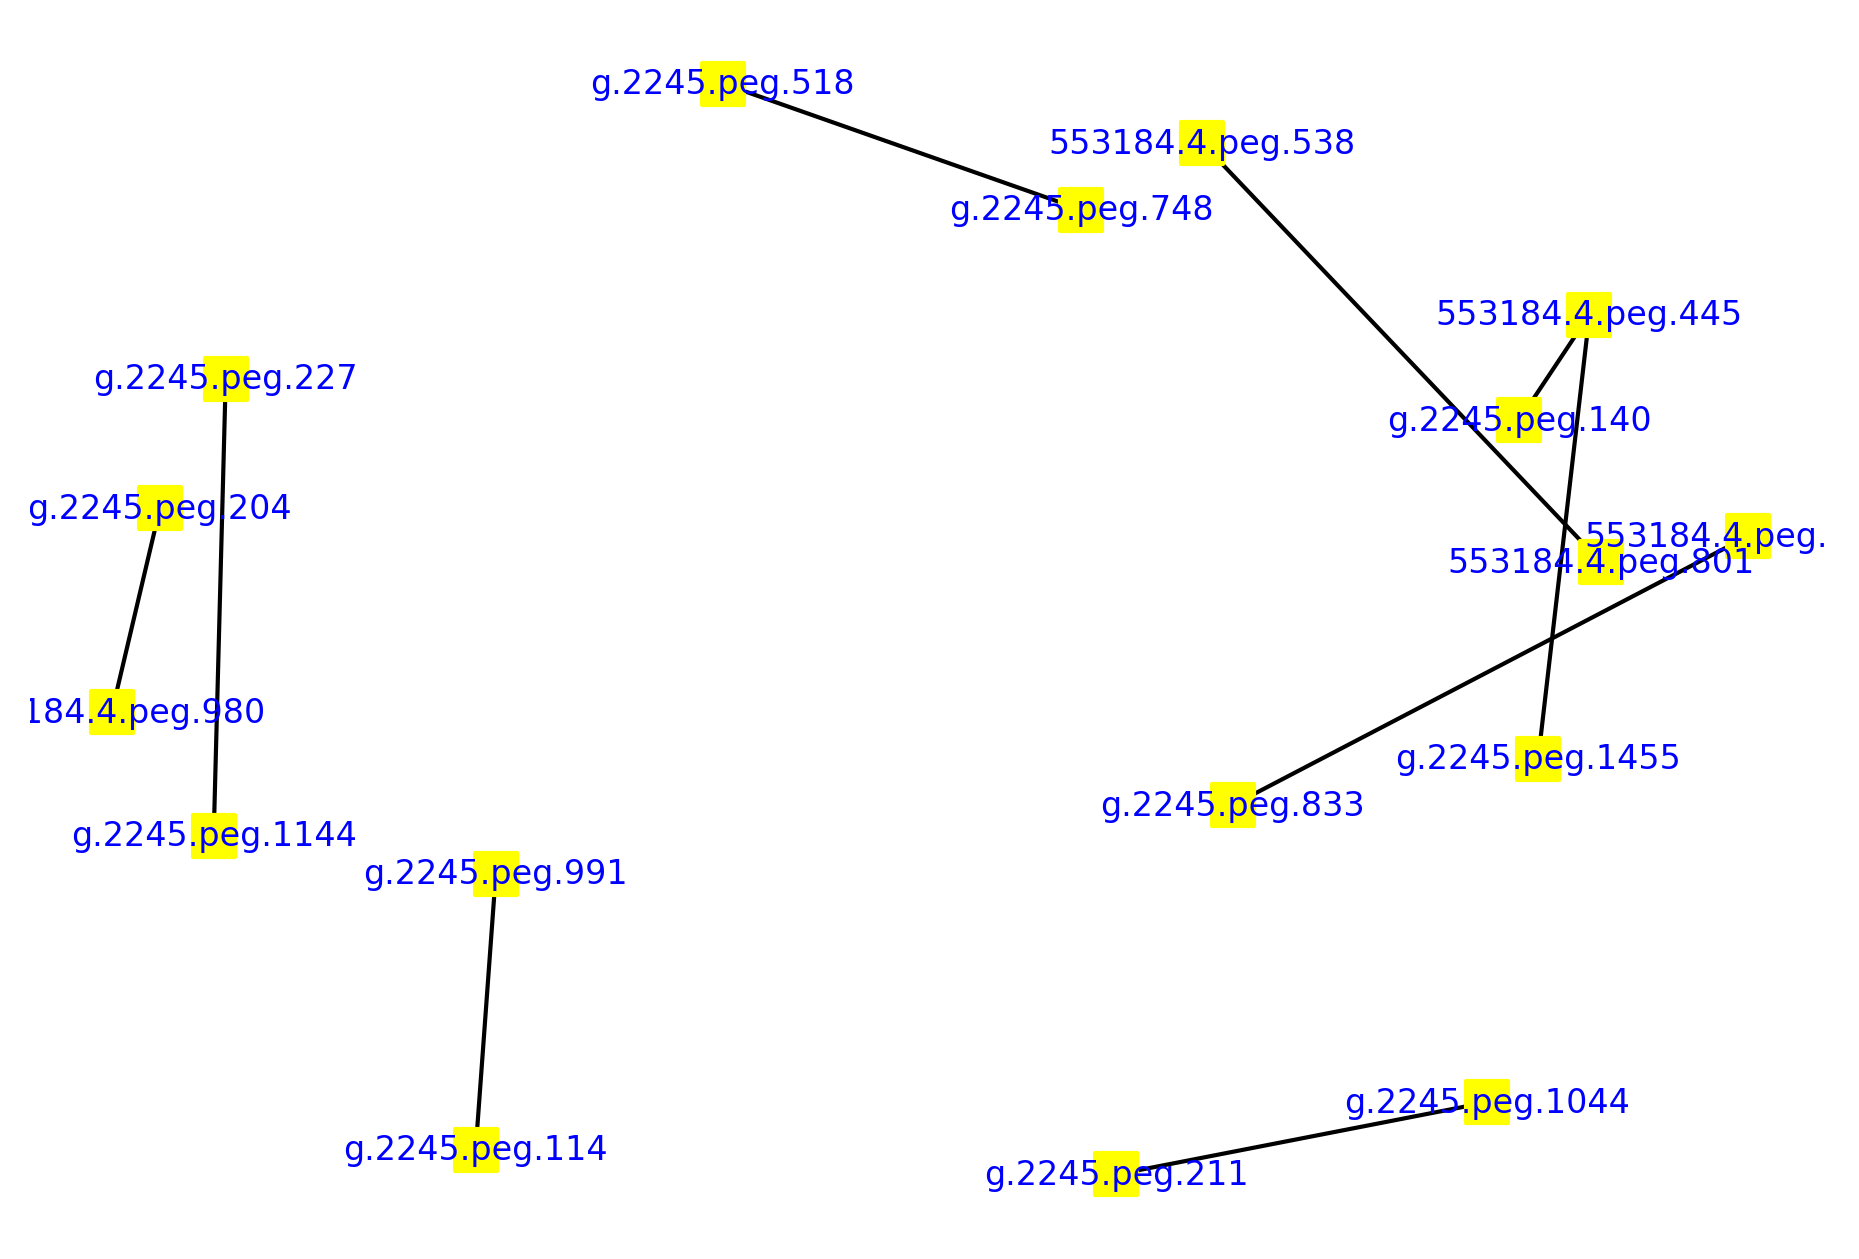 g.2245.peg.518
553184.4.peg.538
g.2245.peg.748
553184.4.peg.445
g.2245.peg.227
g.2245.peg.140
g.2245.peg.204
553184.4.peg.
553184.4.peg.801
184.4.peg.980
g.2245.peg.1455
g.2245.peg.833
g.2245.peg.1144
g.2245.peg.991
g.2245.peg.1044
g.2245.peg.114
g.2245.peg.211